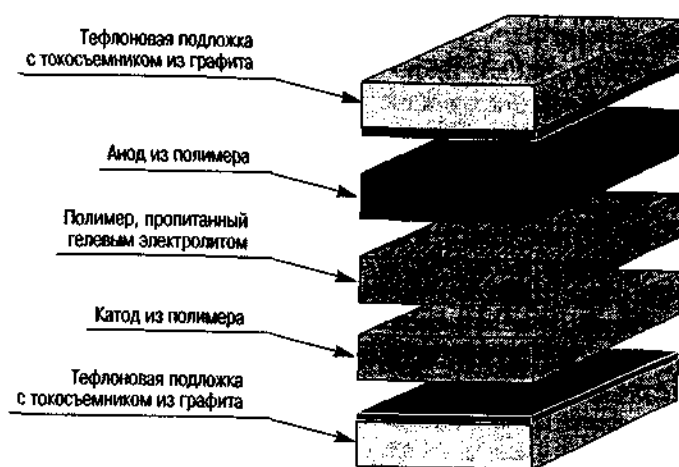 Тефлоновая подложка
с токосъемником из графита
Анод из полимера
Полимер, пропитанный
гелевым электролитом
Катод из полимера
Тефлоновая подложка
с токосъемником из графита